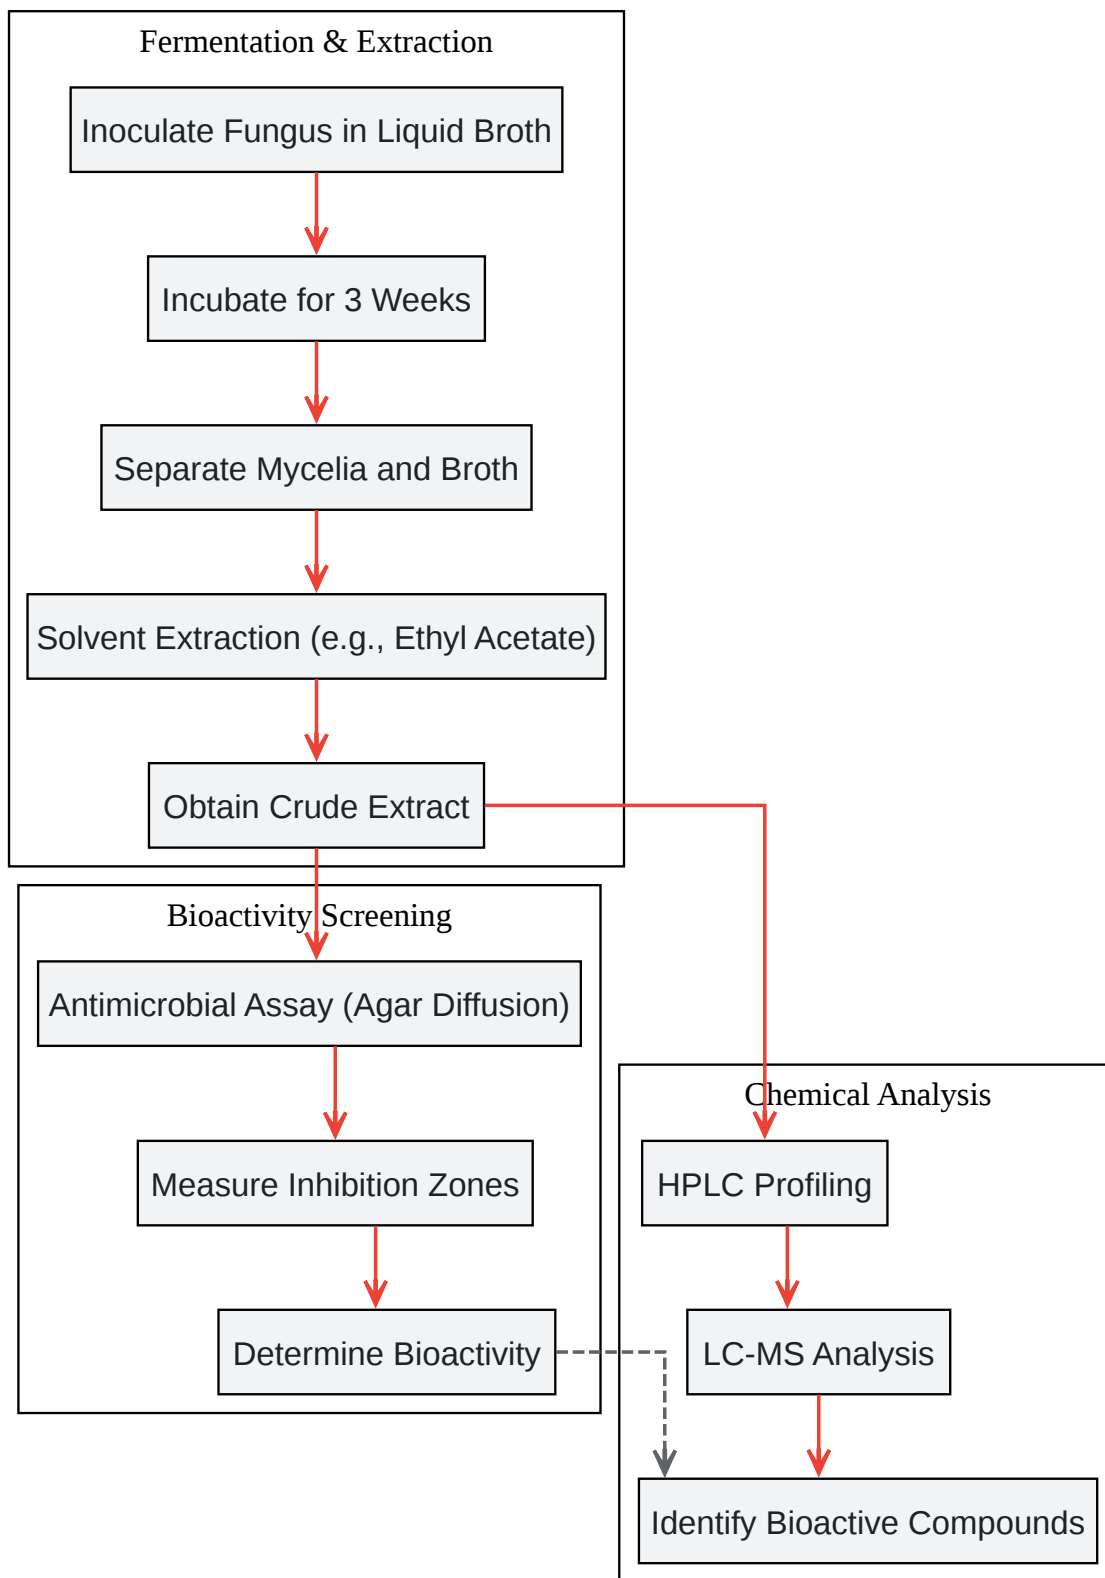 Fermentation & Extraction
Inoculate Fungus in Liquid Broth
Incubate for 3 Weeks
Separate Mycelia and Broth
Solvent Extraction (e.g., Ethyl Acetate)
Obtain Crude Extract
Bioactivity Screening
Antimicrobial Assay (Agar Diffusion)
Measure Inhibition Zones
Determine Bioactivity
Chemical Analysis
HPLC Profiling
LC-MS Analysis
Identify Bioactive Compounds